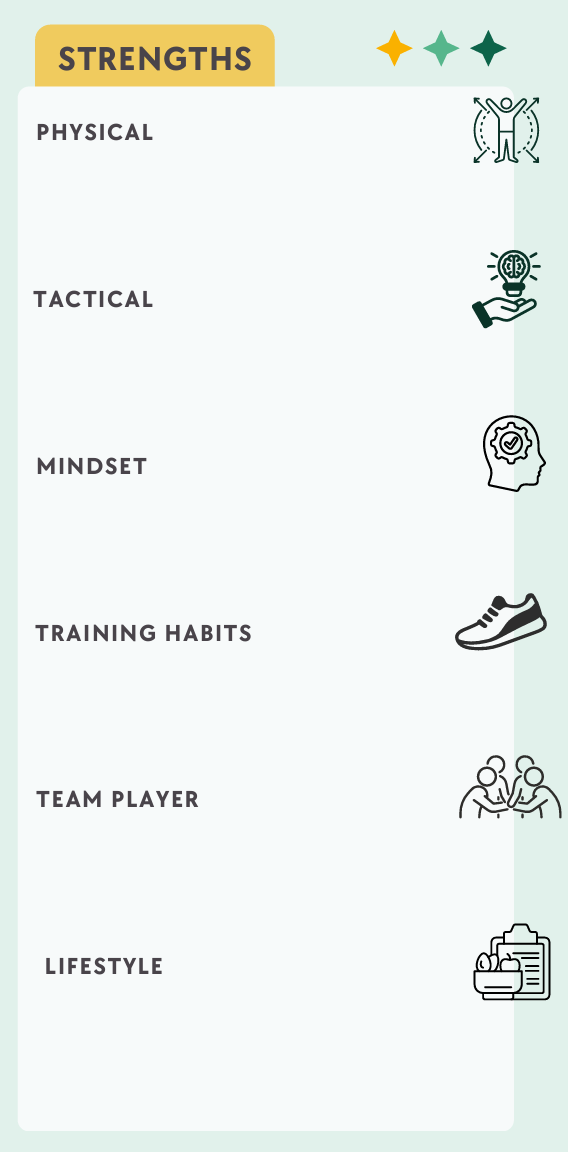 STRENGTHS
PHYSICAL
TACTICAL
MINDSET
TRAINING HABITS
TEAM PLAYER
LIFESTYLE